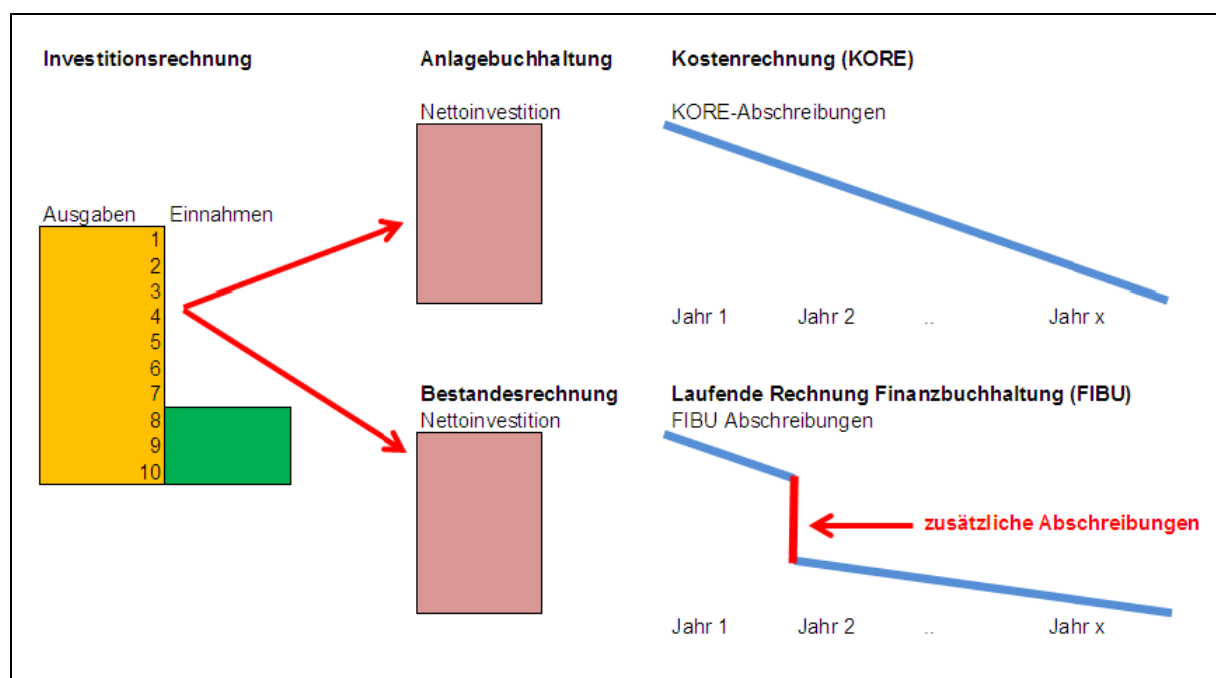 Investitionsrechnung
Anlagebuchhaltung
Kostenrechnung (KORE)
Nettoinvestition
KORE-Abschreibungen
Ausgaben
Einnahmen
1
2
3
4
5
6
7
8
9
10
Jahr 1
Jahr 2
..
Jahr x
Bestandesrechnung
Laufende Rechnung Finanzbuchhaltung (FIBU)
Nettoinvestition
FIBU Abschreibungen
zusätzliche Abschreibungen
Jahr 1
Jahr 2
..
Jahr x